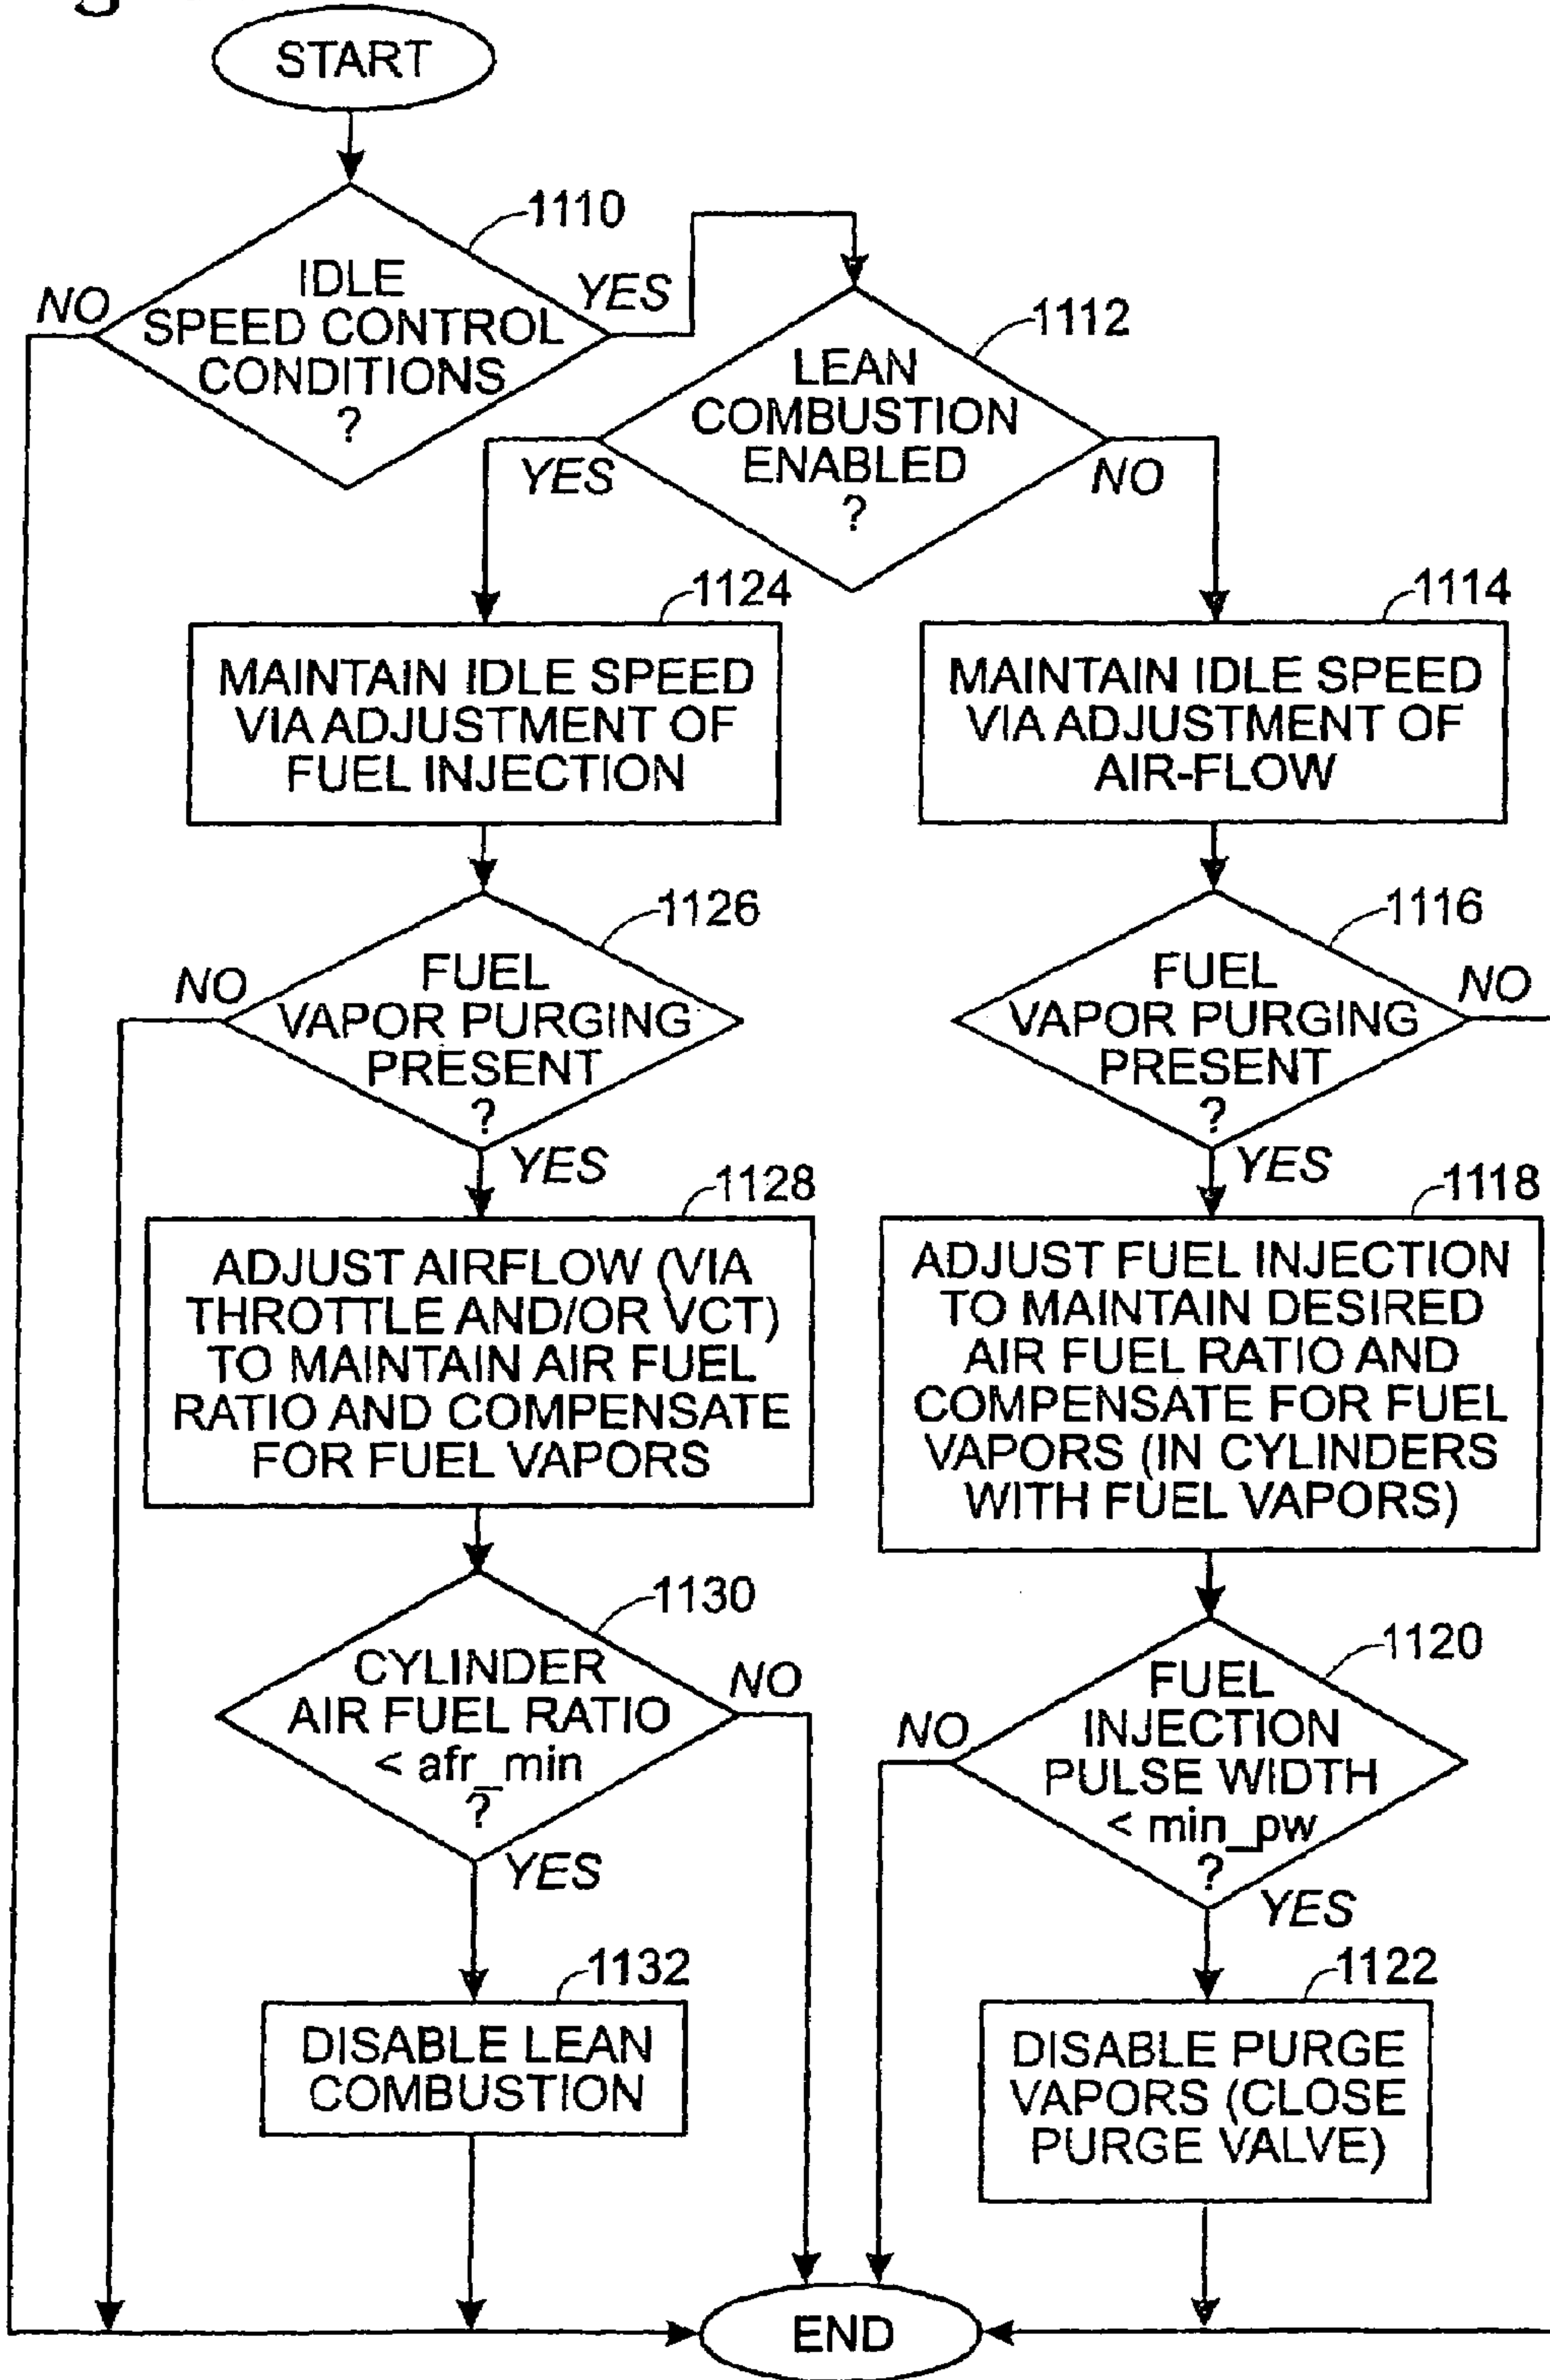 START
1110
IDLE
SPEED CONTROL
CONDITIONS
?
NO
YES
1112
LEAN
COMBUSTION
ENABLED
?
YES
NO
1124
MAINTAIN IDLE SPEED
VIA ADJUSTMENT OF
FUEL INJECTION
1114
MAINTAIN IDLE SPEED
VIA ADJUSTMENT OF
AIR-FLOW
1126
FUEL
VAPOR PURGING
PRESENT
?
NO
YES
1116
FUEL
VAPOR PURGING
PRESENT
?
NO
YES
1128
ADJUST AIRFLOW (VIA
THROTTLE AND/OR VCT)
TO MAINTAIN AIR FUEL
RATIO AND COMPENSATE
FOR FUEL VAPORS
1118
ADJUST FUEL INJECTION
TO MAINTAIN DESIRED
AIR FUEL RATIO AND
COMPENSATE FOR FUEL
VAPORS (IN CYLINDERS
WITH FUEL VAPORS)
1130
CYLINDER
AIR FUEL RATIO
< afr_min
?
NO
YES
1120
FUEL
INJECTION
PULSE WIDTH
< min_pw
?
NO
YES
1132
DISABLE LEAN
COMBUSTION
1122
DISABLE PURGE
VAPORS (CLOSE
PURGE VALVE)
END